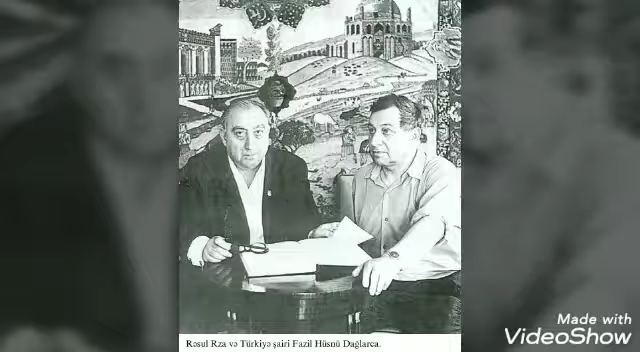 Rəsul Rza və Türkiyə şairi Fazil Hüsnü Dağlarca.
Made with
VideoShow